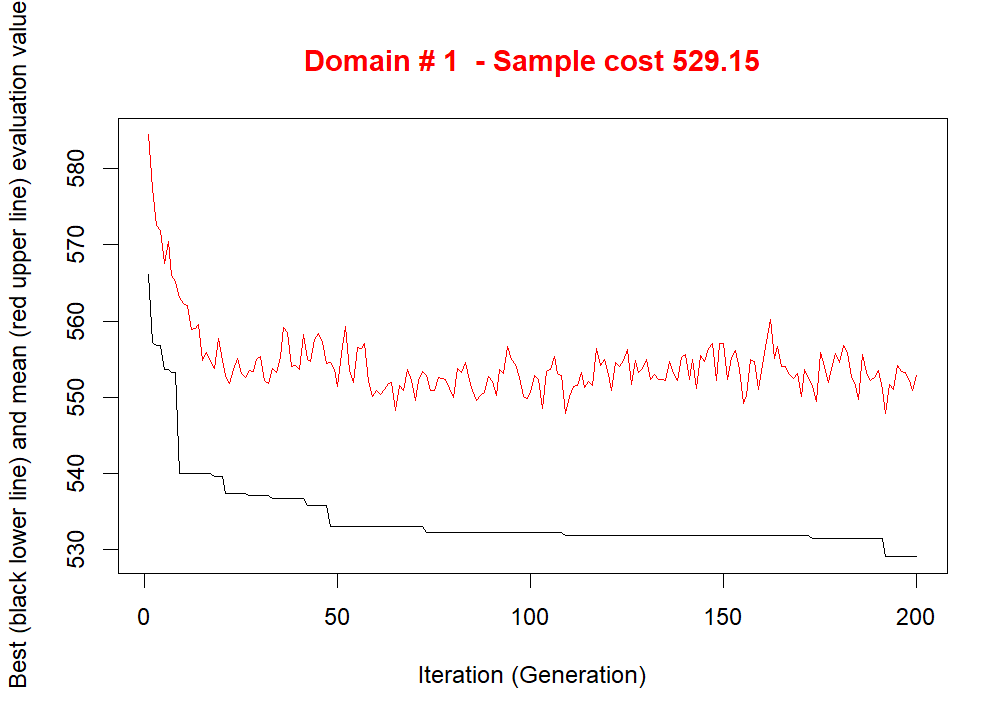 Domain # 1  - Sample cost 529.15
Best (black lower line) and mean (red upper line) evaluation value
580
570
560
550
540
530
0 50 100 150 200
Iteration (Generation)